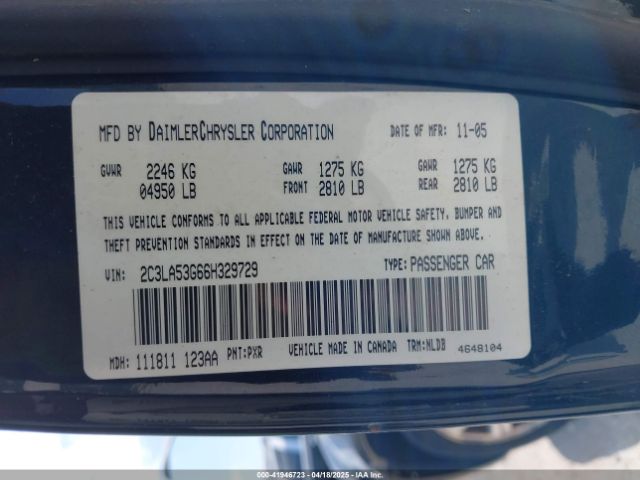 MFD BY DAIMLERCHRYSLER CORPORATION DATE OF MFR: 11-05
GVWR 2246 KG GAWR 1275 KG GAWR 1275 KG
04950 LB FRONT 2810 LB REAR 2810 LB
THIS VEHICLE CONFORMS TO ALL APPLICABLE FEDERAL MOTOR VEHICLE SAFETY, BUMPER AND
THEFT PREVENTION STANDARDS IN EFFECT ON THE DATE OF MANUFACTURE SHOWN ABOVE.
VIN: 2C3LA53G66H329729 TYPE: PASSENGER CAR
MDH: 111811 123AA PNT:PXR VEHICLE MADE IN CANADA TRM:NLDB 4648104
000-41946723 - 04/18/2025 - IAA Inc.